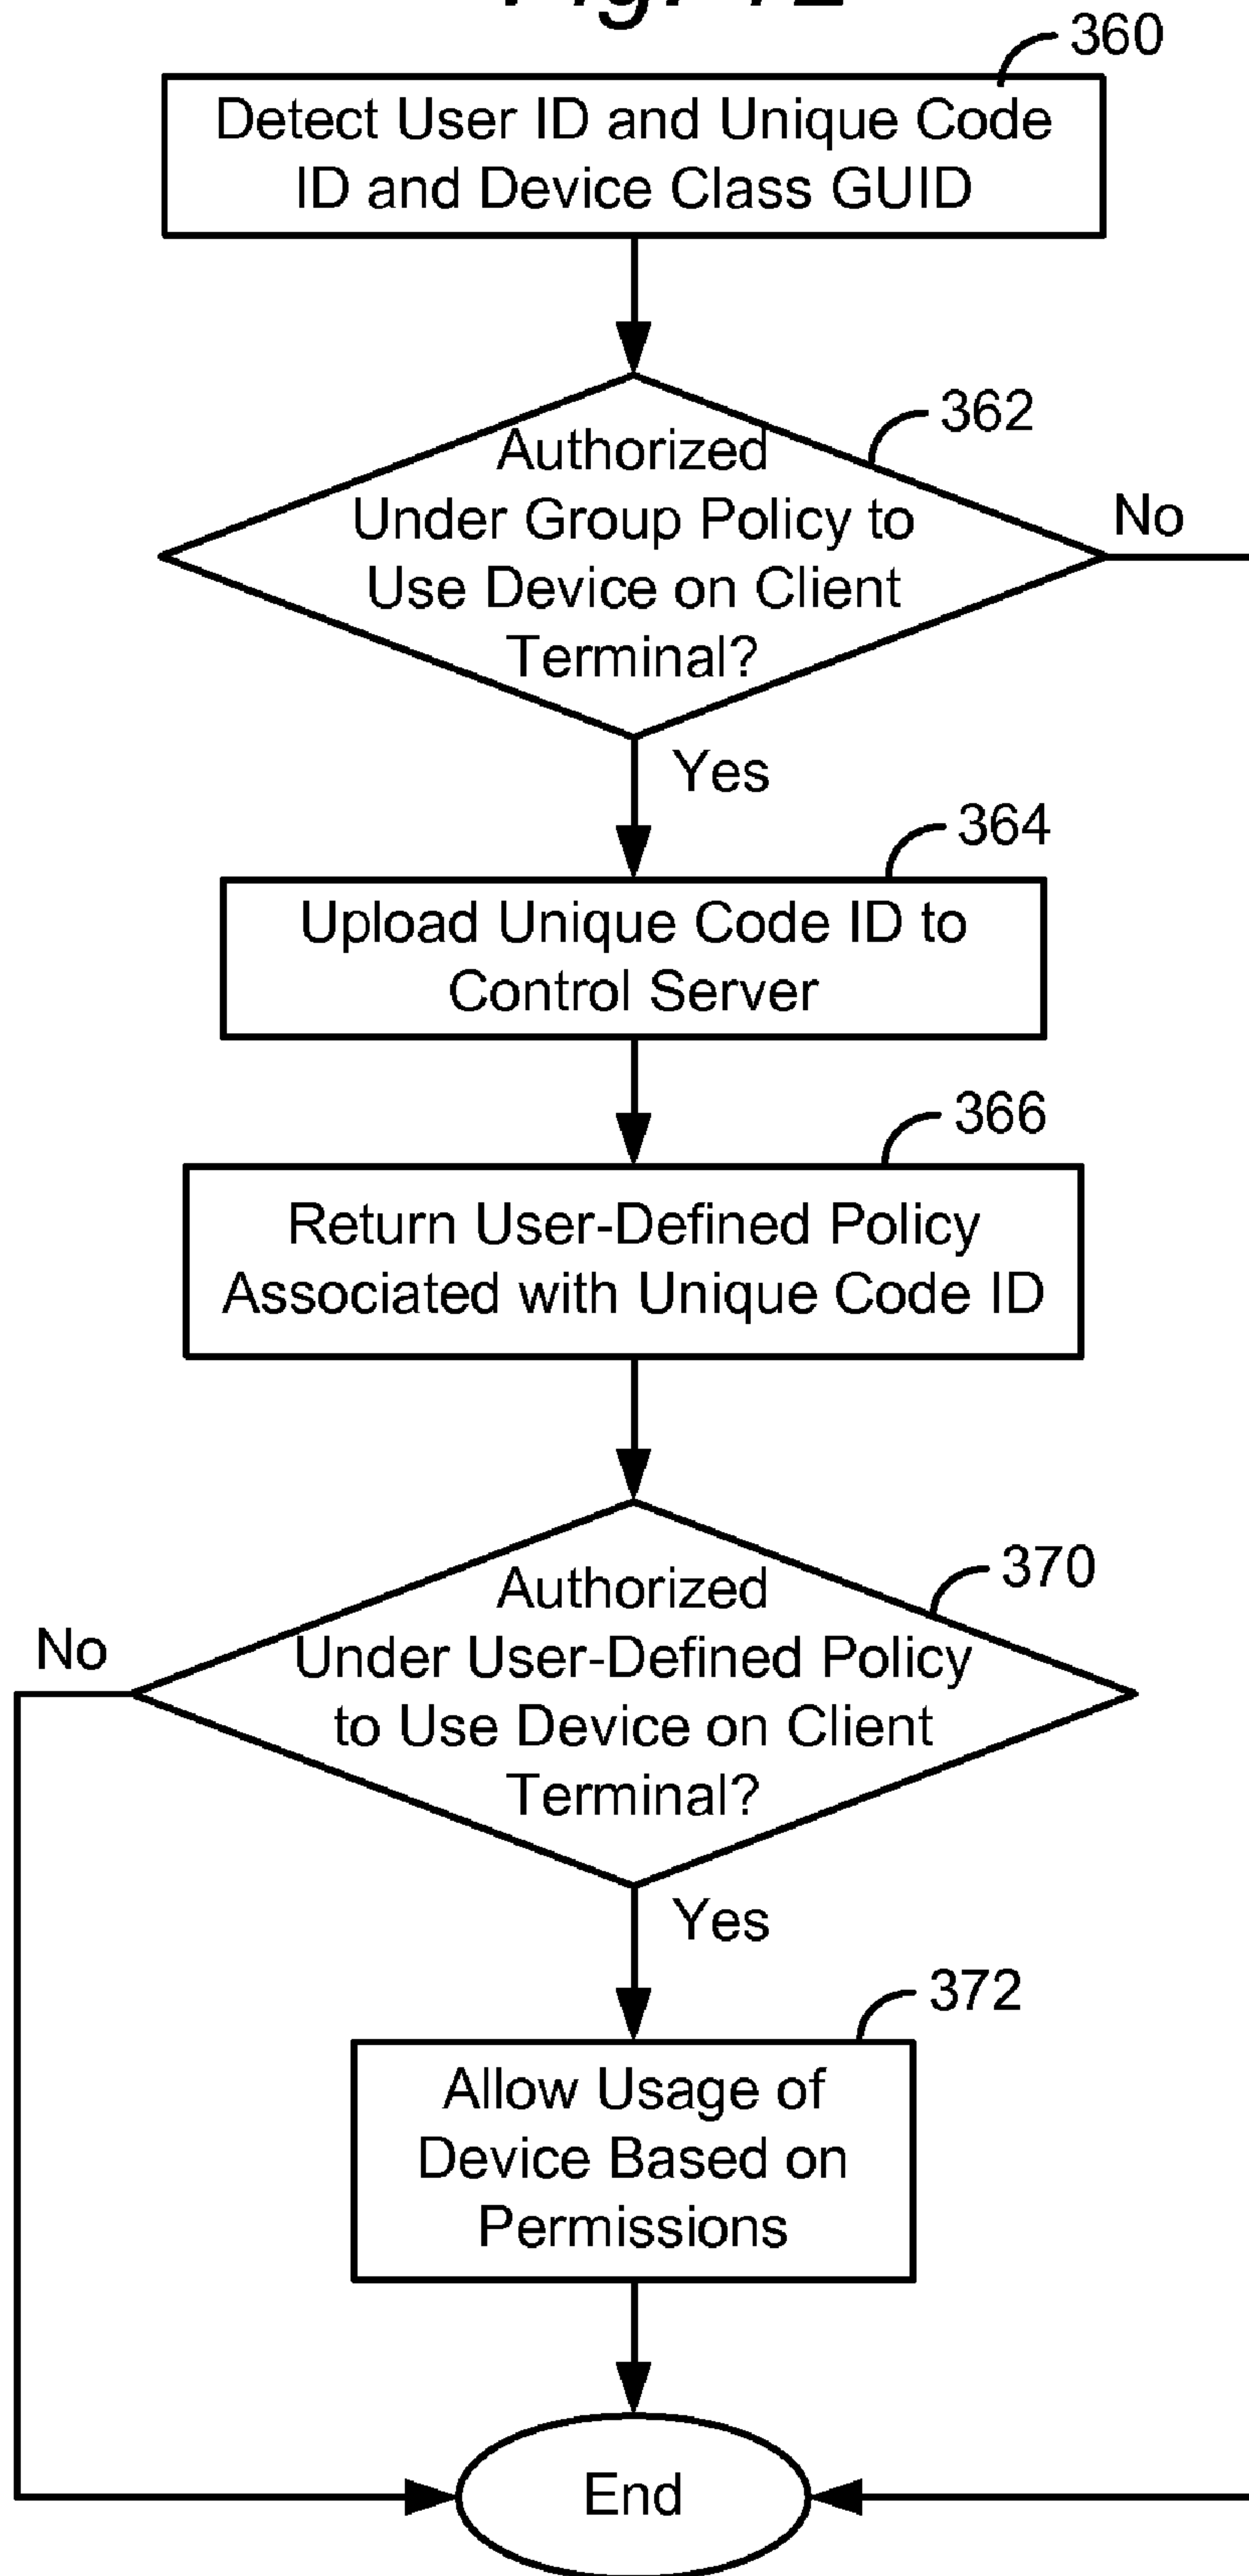 360
Detect User ID and Unique Code
ID and Device Class GUID
362
Authorized
Under Group Policy to
Use Device on Client
Terminal?
No
Yes
364
Upload Unique Code ID to
Control Server
366
Return User-Defined Policy
Associated with Unique Code ID
370
Authorized
Under User-Defined Policy
to Use Device on Client
Terminal?
No
Yes
372
Allow Usage of
Device Based on
Permissions
End